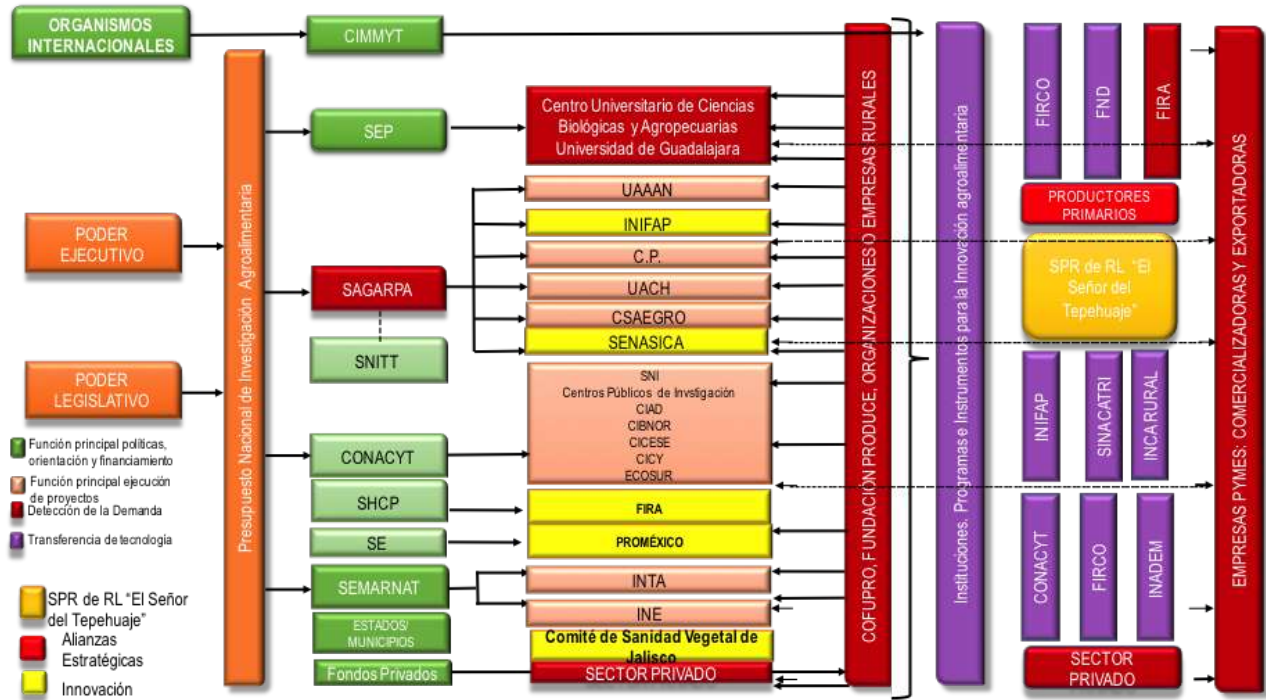 ORGANISMOS
INTERNACIONALES
PODER
EJECUTIVO
PODER
LEGISLATIVO
Función principal políticas,
orientación y financiamiento
Función principal ejecución
de proyectos
Detección de la Demanda
Transferencia de tecnología
SPR de RL “El Señor
del Tepehuaje”
Alianzas
Estratégicas
Innovación
Presupuesto Nacional de Investigación Agroalimentaria
CIMMYT
SEP
SAGARPA
SNITT
CONACYT
SHCP
SE
SEMARNAT
ESTADOS/
MUNICIPIOS
Fondos Privados
Centro Universitario de Ciencias
Biológicas y Agropecuarias
Universidad de Guadalajara
UAAAN
INIFAP
C.P.
UACH
CSAEGRO
SENASICA
SNI
Centros Públicos de Invstigación
CIAD
CIBNOR
CICESE
CICY
ECOSUR
FIRA
PROMÉXICO
INTA
INE
Comité de Sanidad Vegetal de
Jalisco
SECTOR PRIVADO
COFUPRO, FUNDACIÓN PRODUCE, ORGANIZACIONES O EMPRESAS RURALES
Instituciones. Programas e Instrumentos para la Innovación agroalimentaria
FIRCO
FND
FIRA
PRODUCTORES
PRIMARIOS
SPR de RL “El
Señor del
Tepehuaje”
INIFAP
SINACATRI
INCARURAL
CONACYT
FIRCO
INADEM
SECTOR
PRIVADO
EMPRESAS PYMES: COMERCIALIZADORAS Y EXPORTADORAS